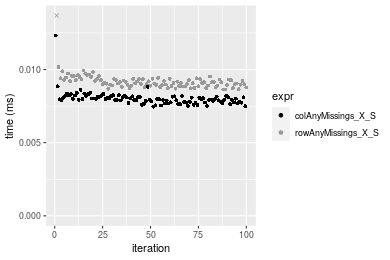 0.010
0.005
0.000
time (ms)
0
25
50
75
100
iteration
expr
colAnyMissings_X_S
rowAnyMissings_X_S